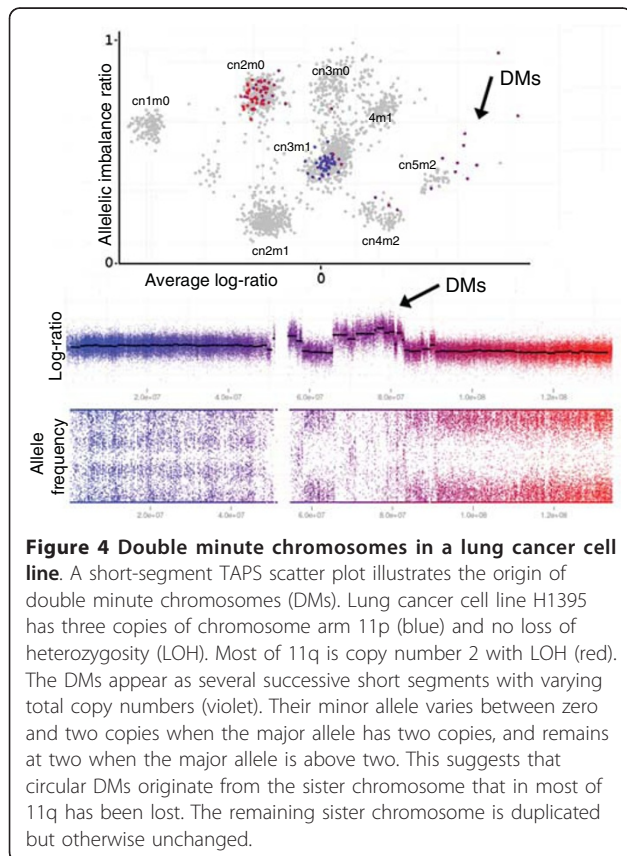 1
cn2m0
cn3m0
DMs
cn1m0
4m1
cn3m1
cn5m2
cn2m1
cn4m2
Allelic imbalance ratio
0
Average log-ratio
0
DMs
Log-ratio
2.0e+07
4.0e+07
6.0e+07
8.0e+07
1.0e+08
1.2e+08
Allele
frequency
2.0e+07
4.0e+07
6.0e+07
8.0e+07
1.0e+08
1.2e+08
Figure 4 Double minute chromosomes in a lung cancer cell
line. A short-segment TAPS scatter plot illustrates the origin of
double minute chromosomes (DMs). Lung cancer cell line H1395
has three copies of chromosome arm 11p (blue) and no loss of
heterozygosity (LOH). Most of 11q is copy number 2 with LOH (red).
The DMs appear as several successive short segments with varying
total copy numbers (violet). Their minor allele varies between zero
and two copies when the major allele has two copies, and remains
at two when the major allele is above two. This suggests that
circular DMs originate from the sister chromosome that in most of
11q has been lost. The remaining sister chromosome is duplicated
but otherwise unchanged.